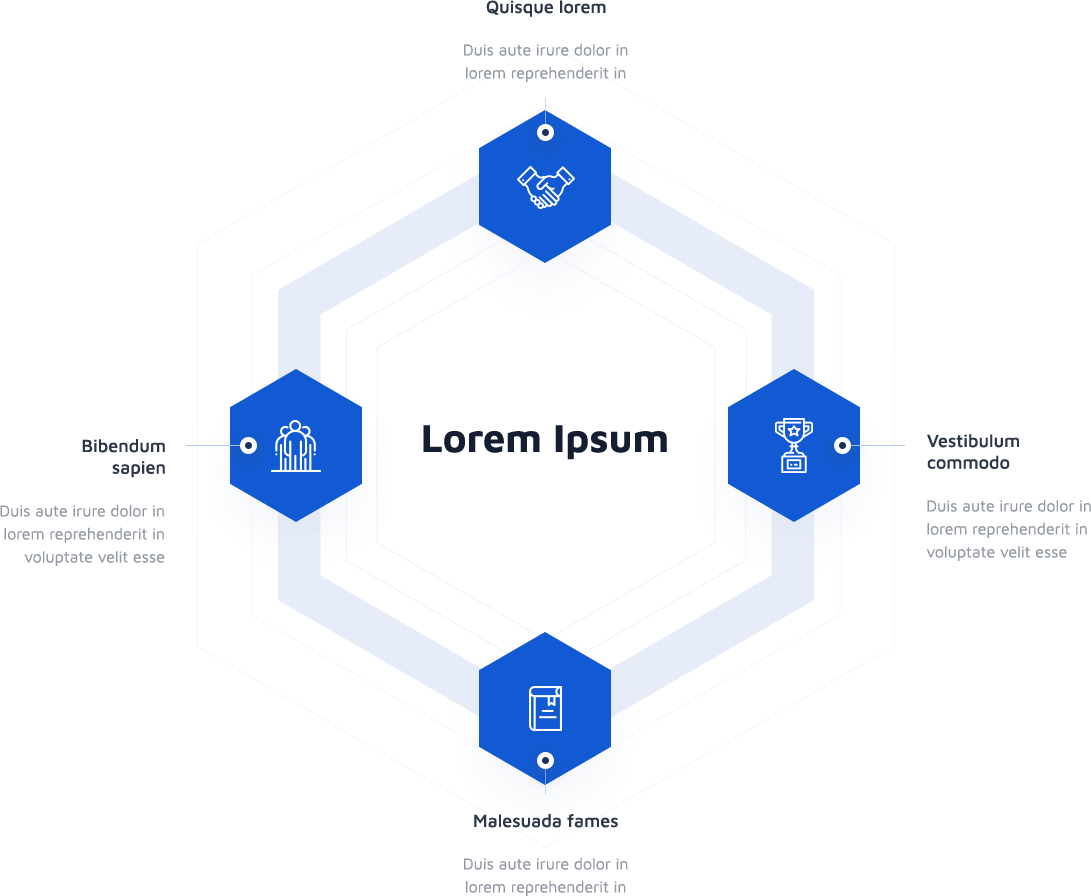 Quisque lorem
Duis aute irure dolor in
lorem reprehenderit in
Lorem Ipsum
Bibendum
sapien
Duis aute irure dolor in
lorem reprehenderit in
voluptate velit esse
Vestibulum
commodo
Duis aute irure dolor in
lorem reprehenderit in
voluptate velit esse
Malesuada fames
Duis aute irure dolor in
lorem reprehenderit in